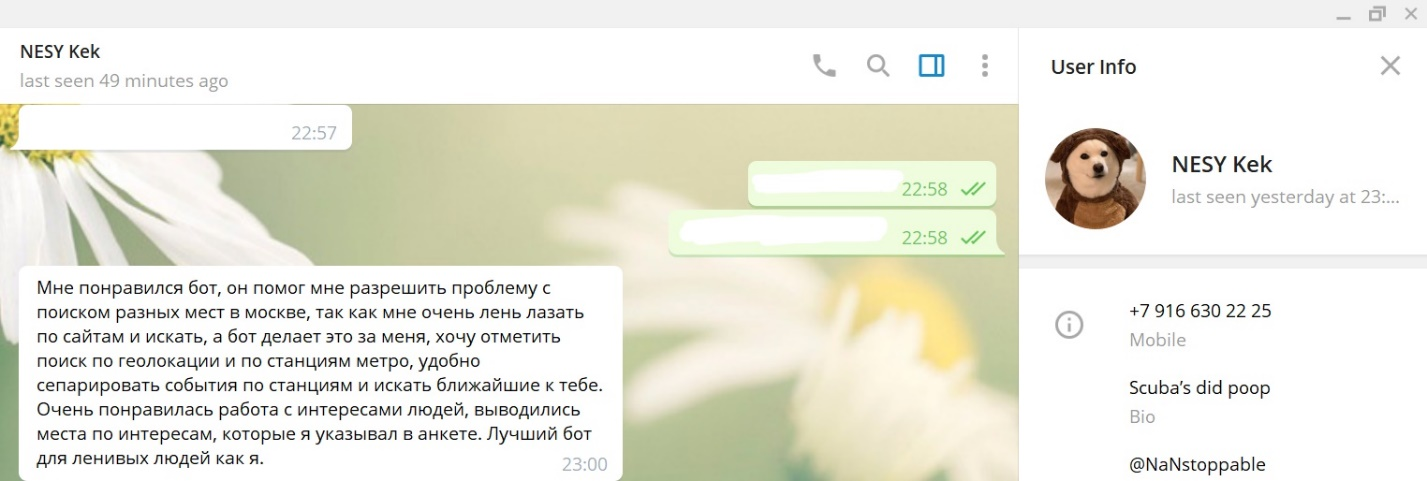 NESY Kek
last seen 49 minutes ago
22:57
22:58
22:58
Мне понравился бот, он помог мне разрешить проблему с
поиском разных мест в москве, так как мне очень лень лазать
по сайтам и искать, а бот делает это за меня, хочу отметить
поиск по геолокации и по станциям метро, удобно
сепарировать события по станциям и искать ближайшие к тебе.
Очень понравилась работа с интересами людей, выводились
места по интересам, которые я указывал в анкете. Лучший бот
для ленивых людей как я.
23:00
User Info
NESY Kek
last seen yesterday at 23:...
+7 916 630 22 25
Mobile
Scuba’s did poop
Bio
@NaNstoppable